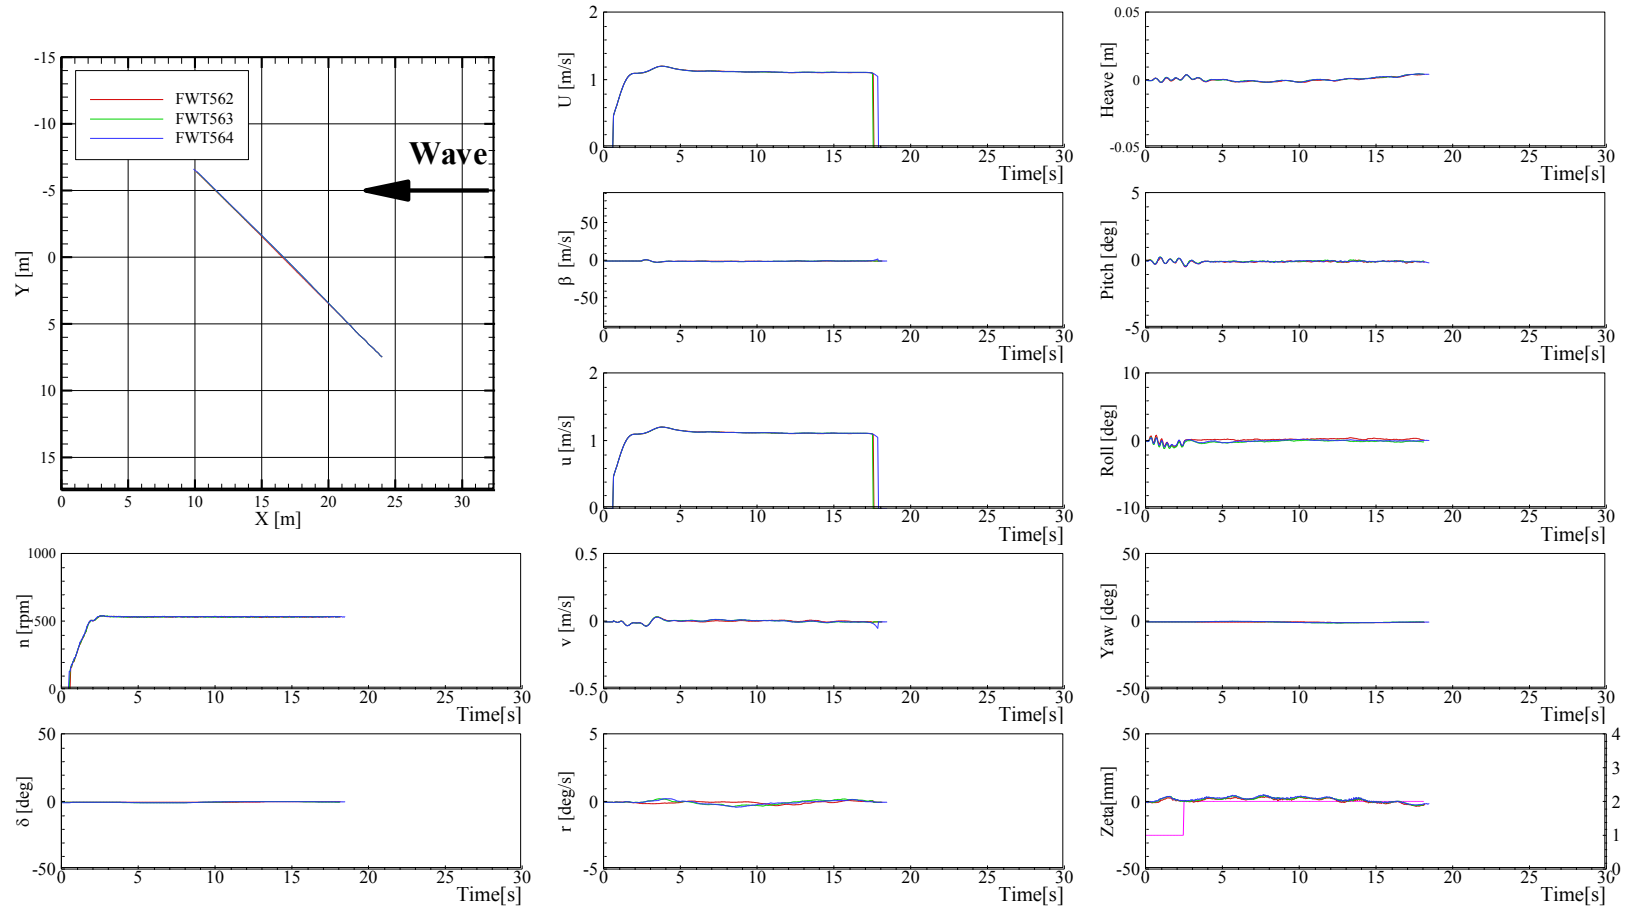 -15
-10
-5
0
5
10
15
Y [m]
FWT562
FWT563
FWT564
Wave
0 5 10 15 20 25 30
X [m]
1000
500
0
n [rpm]
0 5 10 15 20 25 30
Time[s]
50
0
-50
δ [deg]
0 5 10 15 20 25 30
Time[s]
2
1
0
U [m/s]
0 5 10 15 20 25 30
Time[s]
50
0
-50
β [m/s]
0 5 10 15 20 25 30
Time[s]
2
1
0
u [m/s]
0 5 10 15 20 25 30
Time[s]
0.5
0
-0.5
v [m/s]
0 5 10 15 20 25 30
Time[s]
5
0
-5
r [deg/s]
0 5 10 15 20 25 30
Time[s]
0.05
0
-0.05
Heave [m]
0 5 10 15 20 25 30
Time[s]
5
0
-5
Pitch [deg]
0 5 10 15 20 25 30
Time[s]
10
0
-10
Roll [deg]
0 5 10 15 20 25 30
Time[s]
50
0
-50
Yaw [deg]
0 5 10 15 20 25 30
Time[s]
50
0
-50
Zeta[mm]
4
3
2
1
0
0 5 10 15 20 25 30
Time[s]